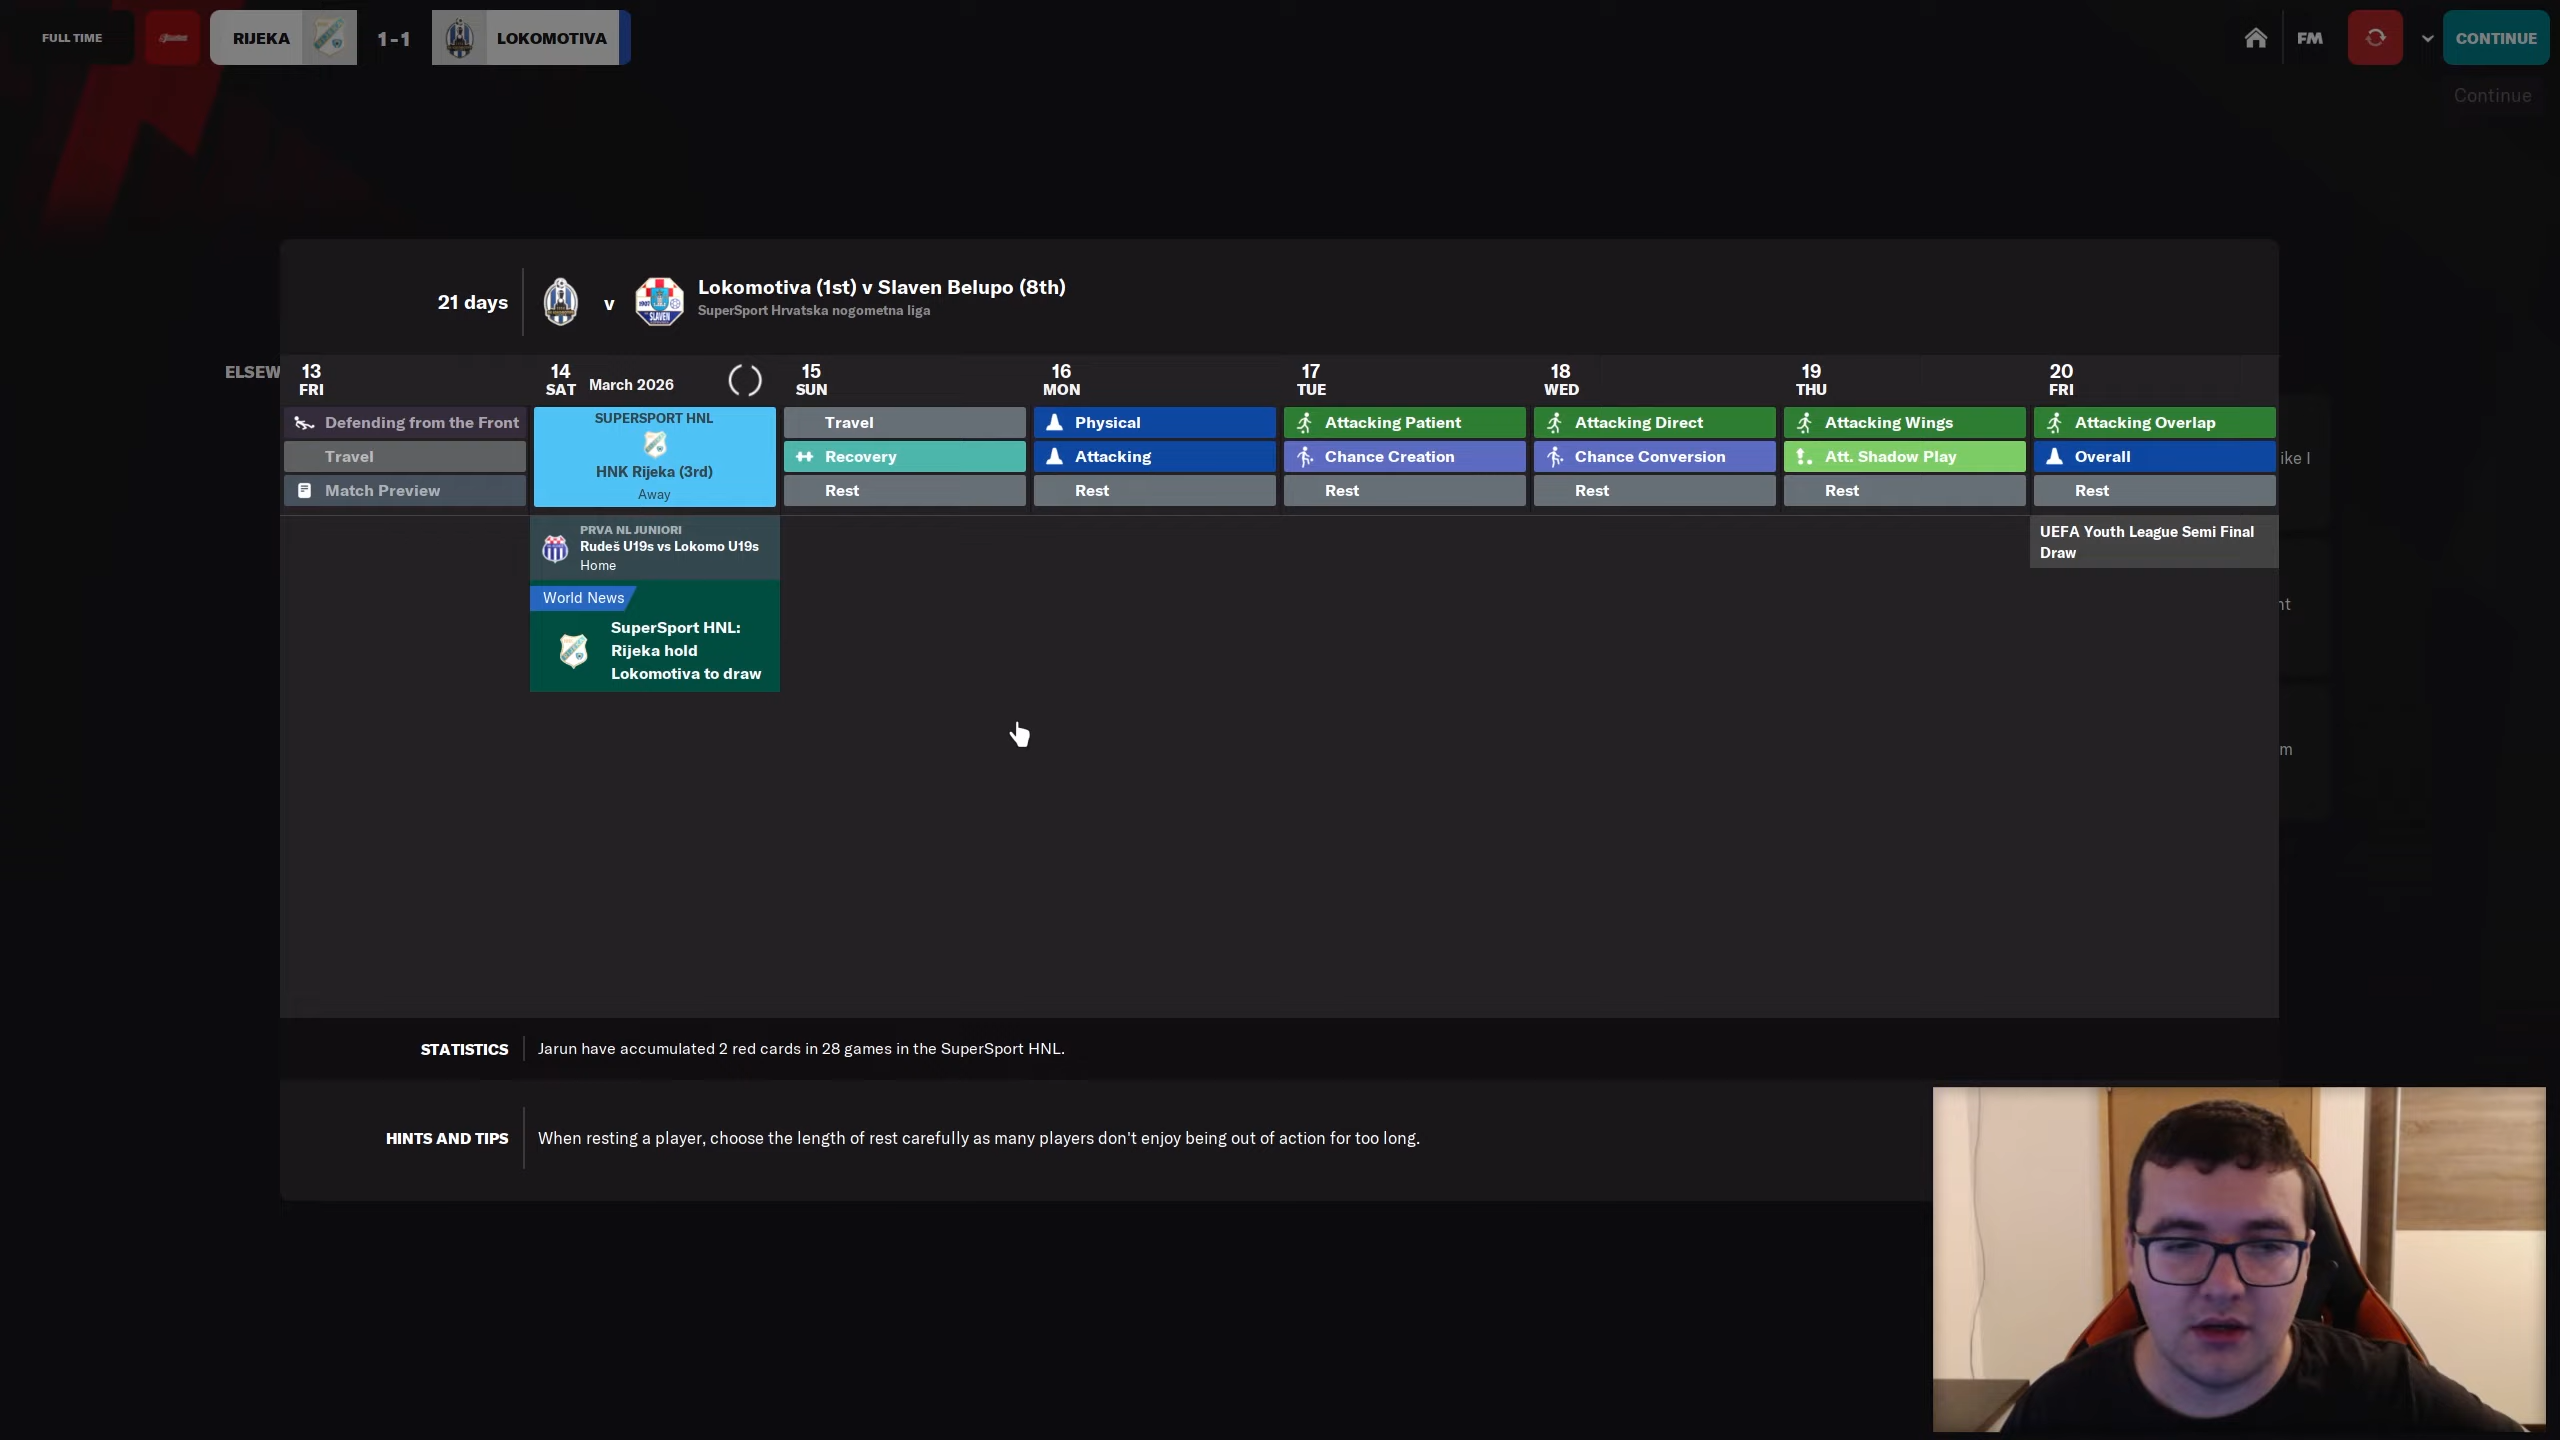 FULL TIME
RIJEKA
1-1
LOKOMOTIVA
FM
CONTINUE
Continue
21 days
v
Lokomotiva (1st) v Slaven Belupo (8th)
SuperSport Hrvatska nogometna liga
ELSEW
13
FRI
14
SAT
March 2026
15
SUN
16
MON
17
TUE
18
WED
19
THU
20
FRI
Defending from the Front
Travel
Match Preview
SUPERSPORT HNL
HNK Rijeka (3rd)
Away
Travel
Recovery
Rest
Physical
Attacking
Rest
Attacking Patient
Chance Creation
Rest
Attacking Direct
Chance Conversion
Rest
Attacking Wings
Att. Shadow Play
Rest
Attacking Overlap
Overall
Rest
ike I
PRVA NL JUNIORI
Rudeš U19s vs Lokomo U19s
Home
World News
SuperSport HNL:
Rijeka hold
Lokomotiva to draw
UEFA Youth League Semi Final
Draw
nt
m
STATISTICS
Jarun have accumulated 2 red cards in 28 games in the SuperSport HNL.
HINTS AND TIPS
When resting a player, choose the length of rest carefully as many players don't enjoy being out of action for too long.